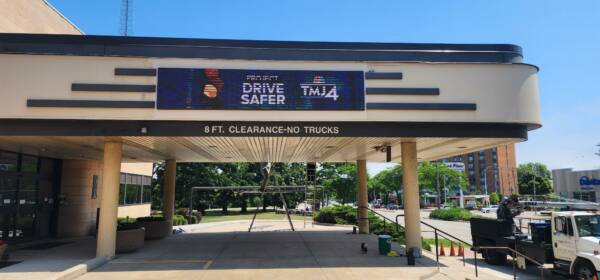 PROJECT
DRIVE
SAFER
TMJ4
8 FT. CLEARANCE-NO TRUCKS